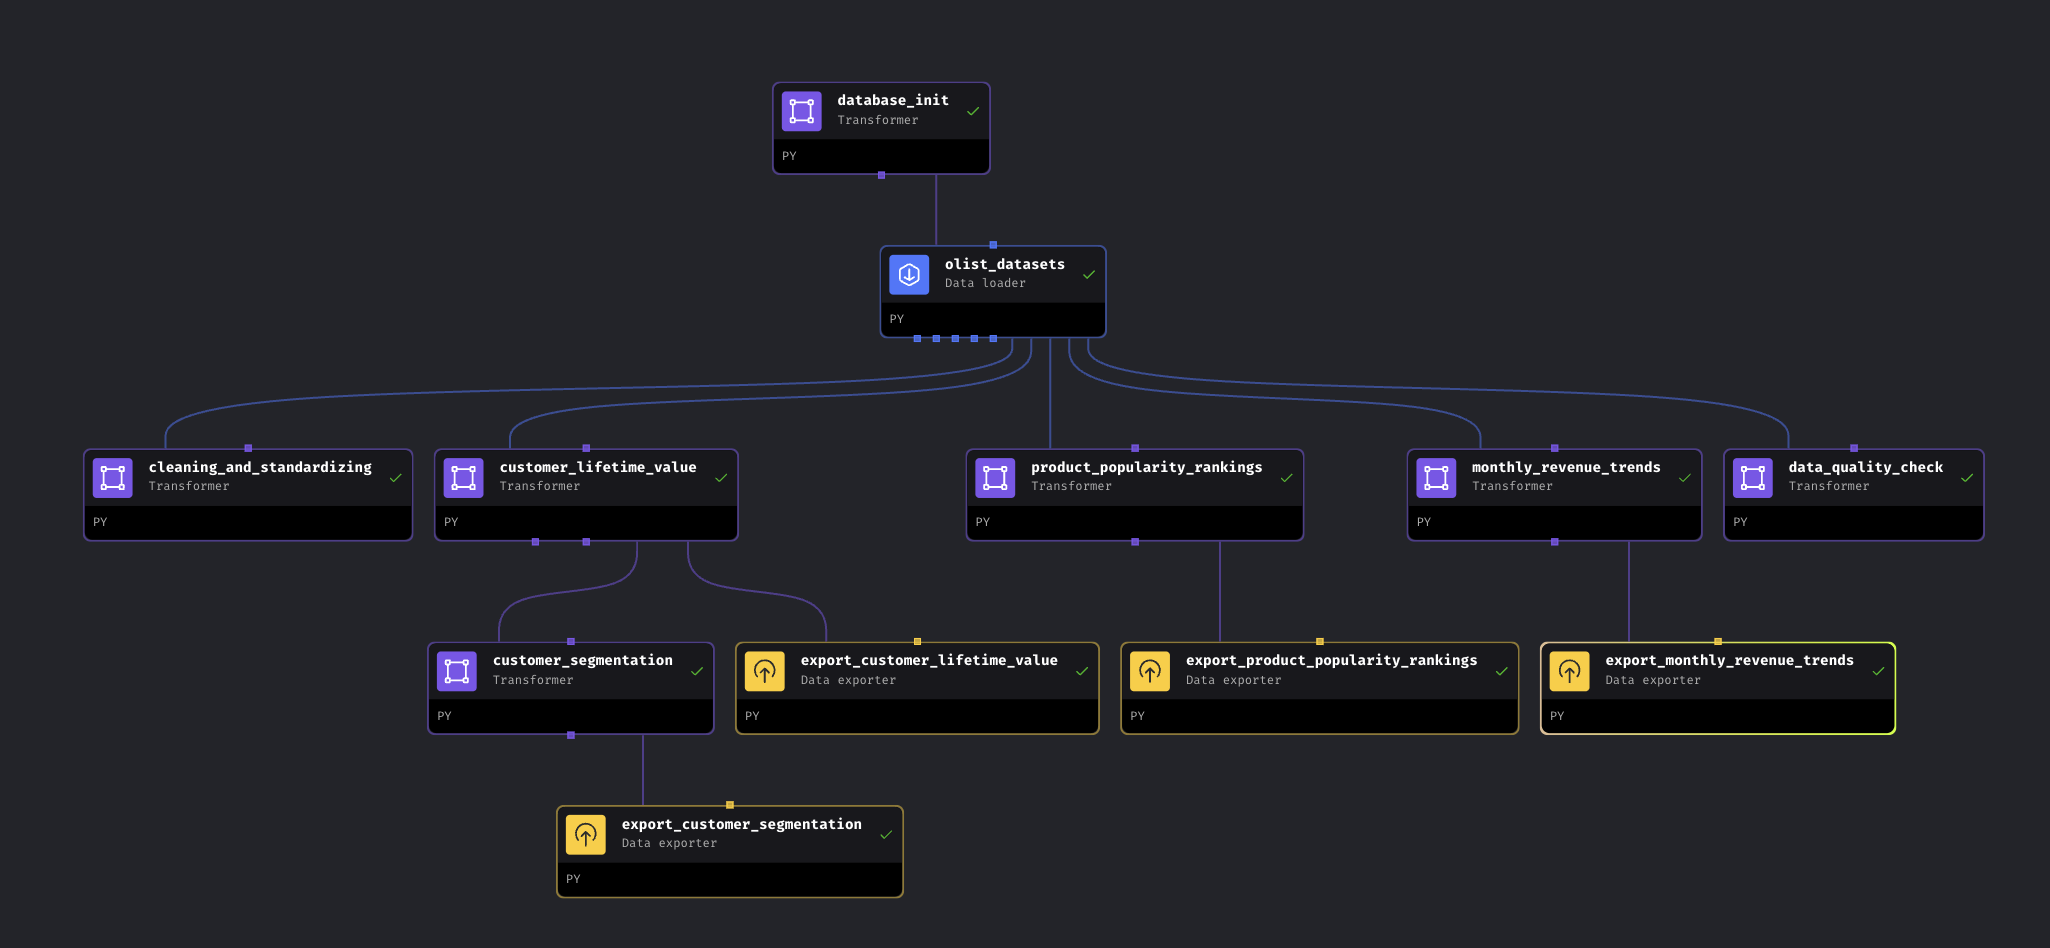 database_init
Transformer
PY
olist_datasets
Data loader
PY
cleaning_and_standardizing
Transformer
PY
customer_lifetime_value
Transformer
PY
product_popularity_rankings
Transformer
PY
monthly_revenue_trends
Transformer
PY
data_quality_check
Transformer
PY
customer_segmentation
Transformer
PY
export_customer_lifetime_value
Data exporter
PY
export_product_popularity_rankings
Data exporter
PY
export_monthly_revenue_trends
Data exporter
PY
export_customer_segmentation
Data exporter
PY